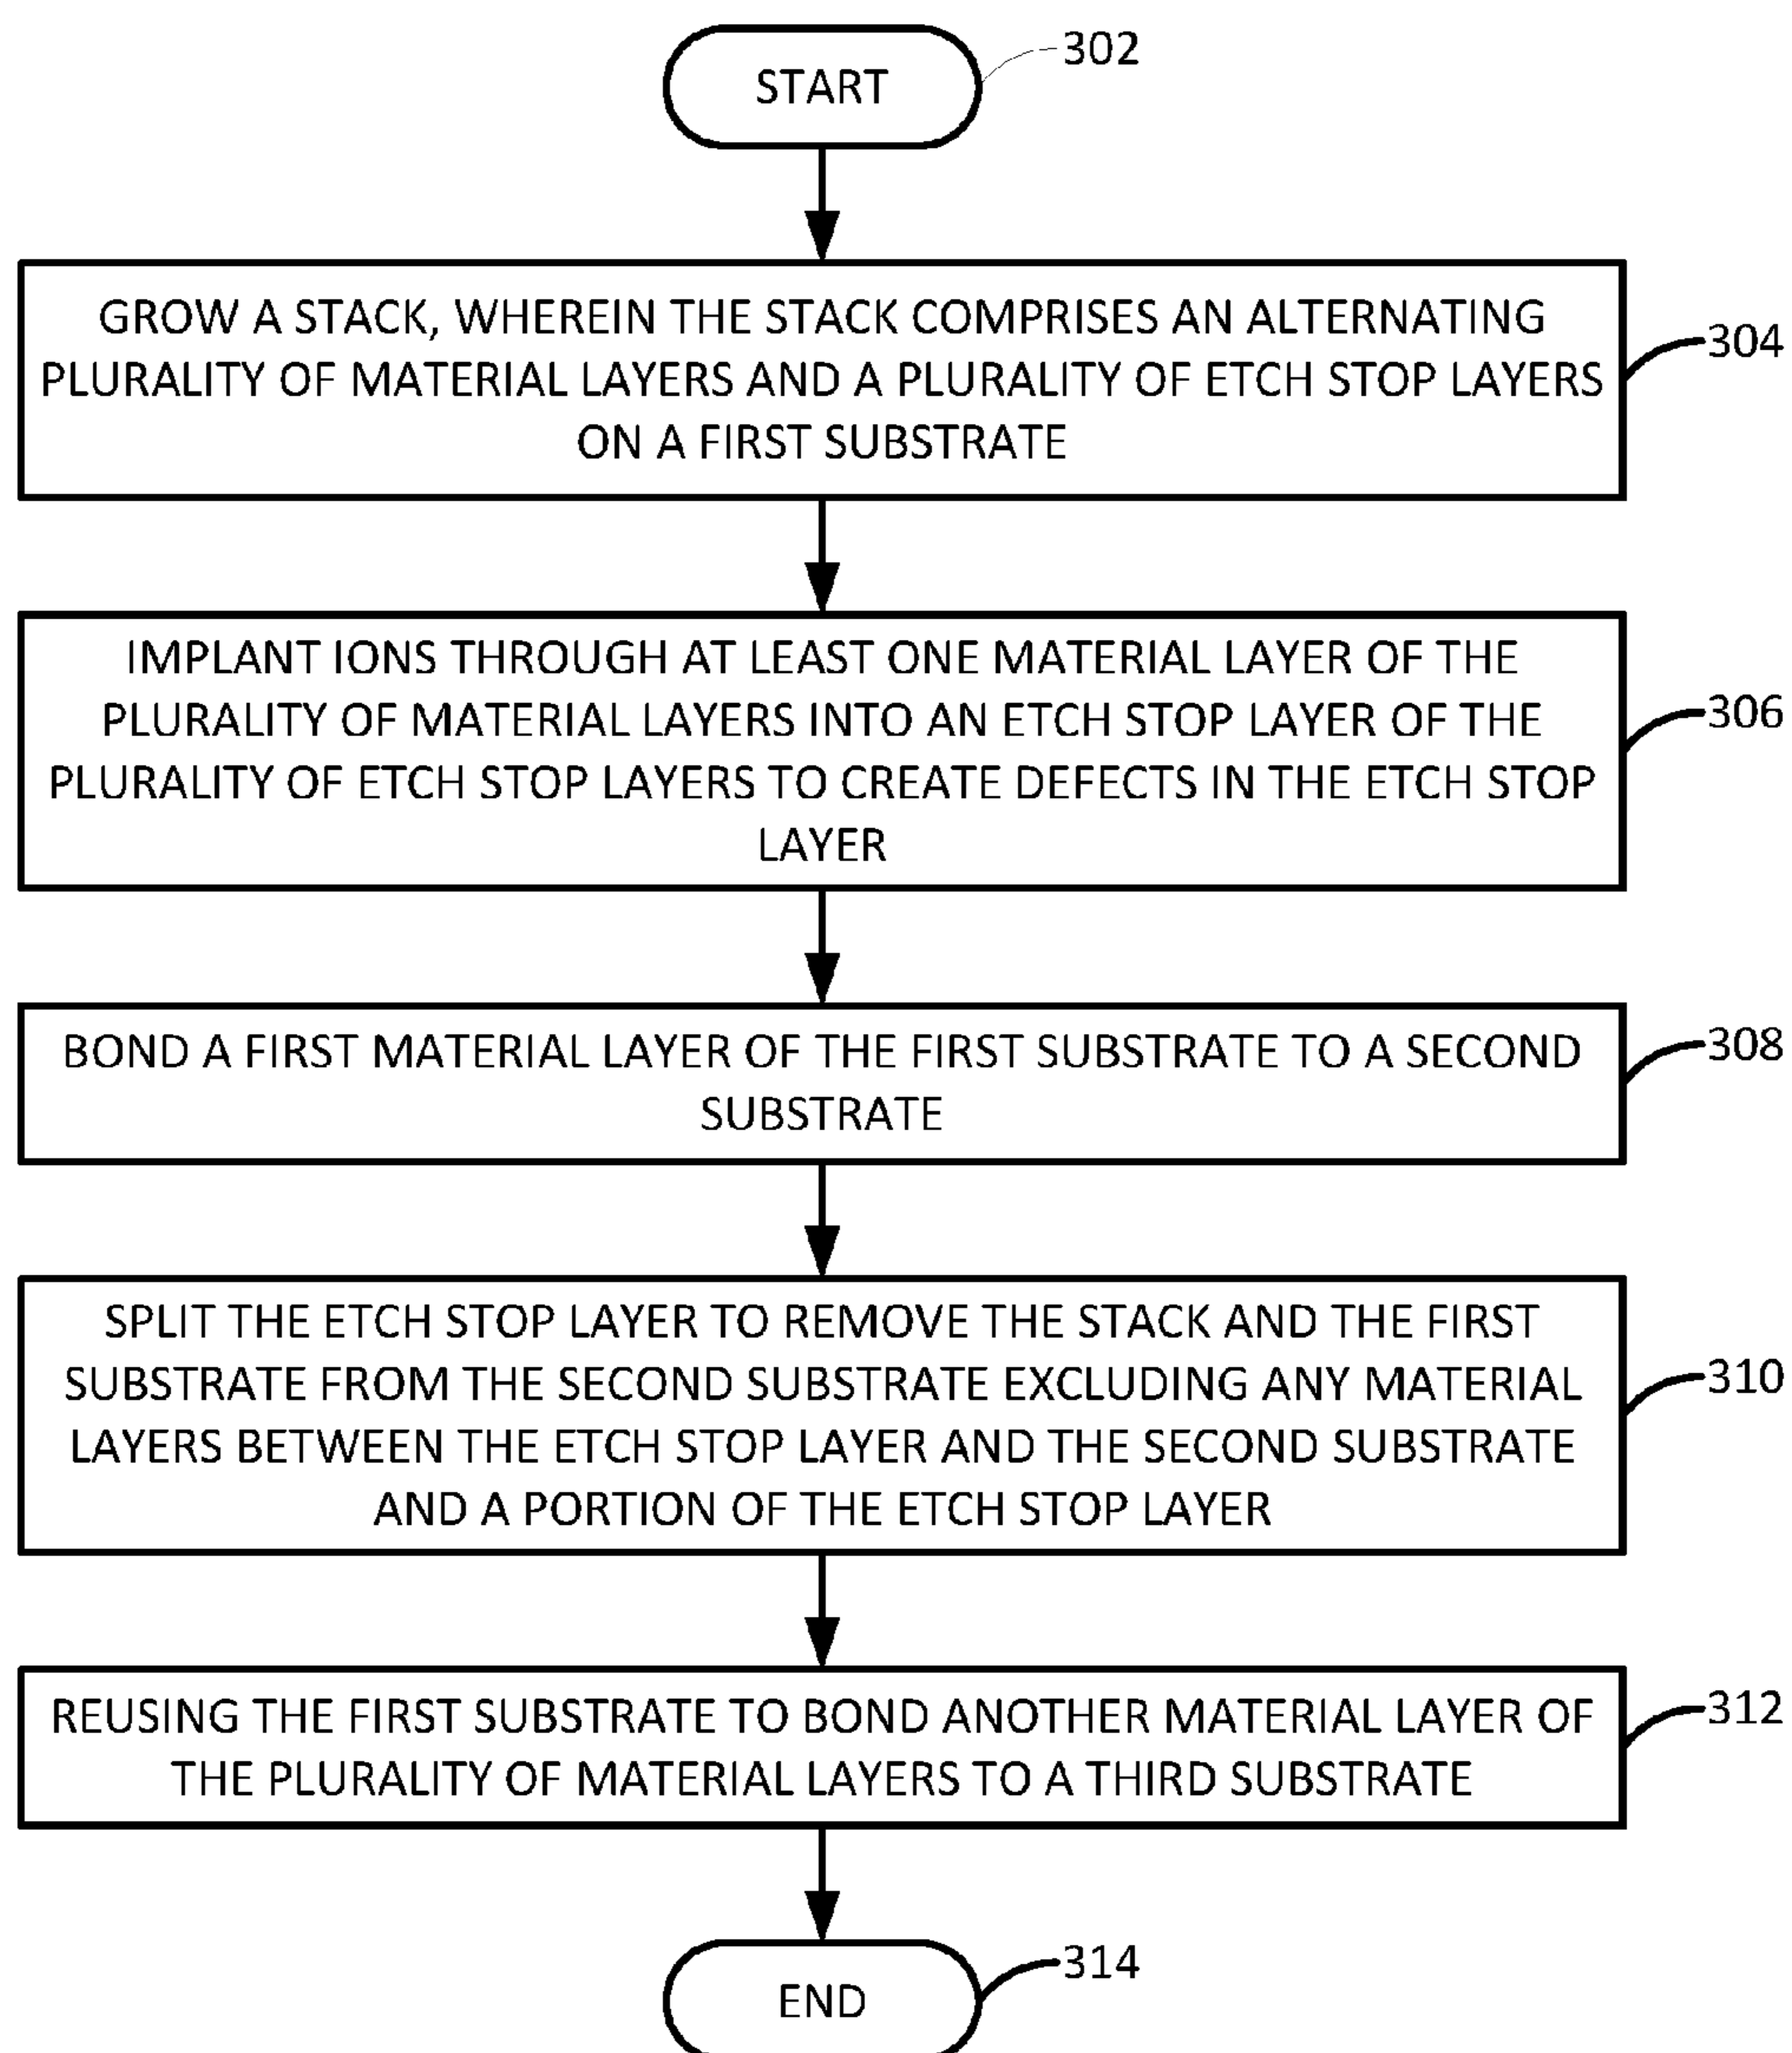 START
302
GROW A STACK, WHEREIN THE STACK COMPRISES AN ALTERNATING
PLURALITY OF MATERIAL LAYERS AND A PLURALITY OF ETCH STOP LAYERS
ON A FIRST SUBSTRATE
304
IMPLANT IONS THROUGH AT LEAST ONE MATERIAL LAYER OF THE
PLURALITY OF MATERIAL LAYERS INTO AN ETCH STOP LAYER OF THE
PLURALITY OF ETCH STOP LAYERS TO CREATE DEFECTS IN THE ETCH STOP
LAYER
306
BOND A FIRST MATERIAL LAYER OF THE FIRST SUBSTRATE TO A SECOND
SUBSTRATE
308
SPLIT THE ETCH STOP LAYER TO REMOVE THE STACK AND THE FIRST
SUBSTRATE FROM THE SECOND SUBSTRATE EXCLUDING ANY MATERIAL
LAYERS BETWEEN THE ETCH STOP LAYER AND THE SECOND SUBSTRATE
AND A PORTION OF THE ETCH STOP LAYER
310
REUSING THE FIRST SUBSTRATE TO BOND ANOTHER MATERIAL LAYER OF
THE PLURALITY OF MATERIAL LAYERS TO A THIRD SUBSTRATE
312
END
314